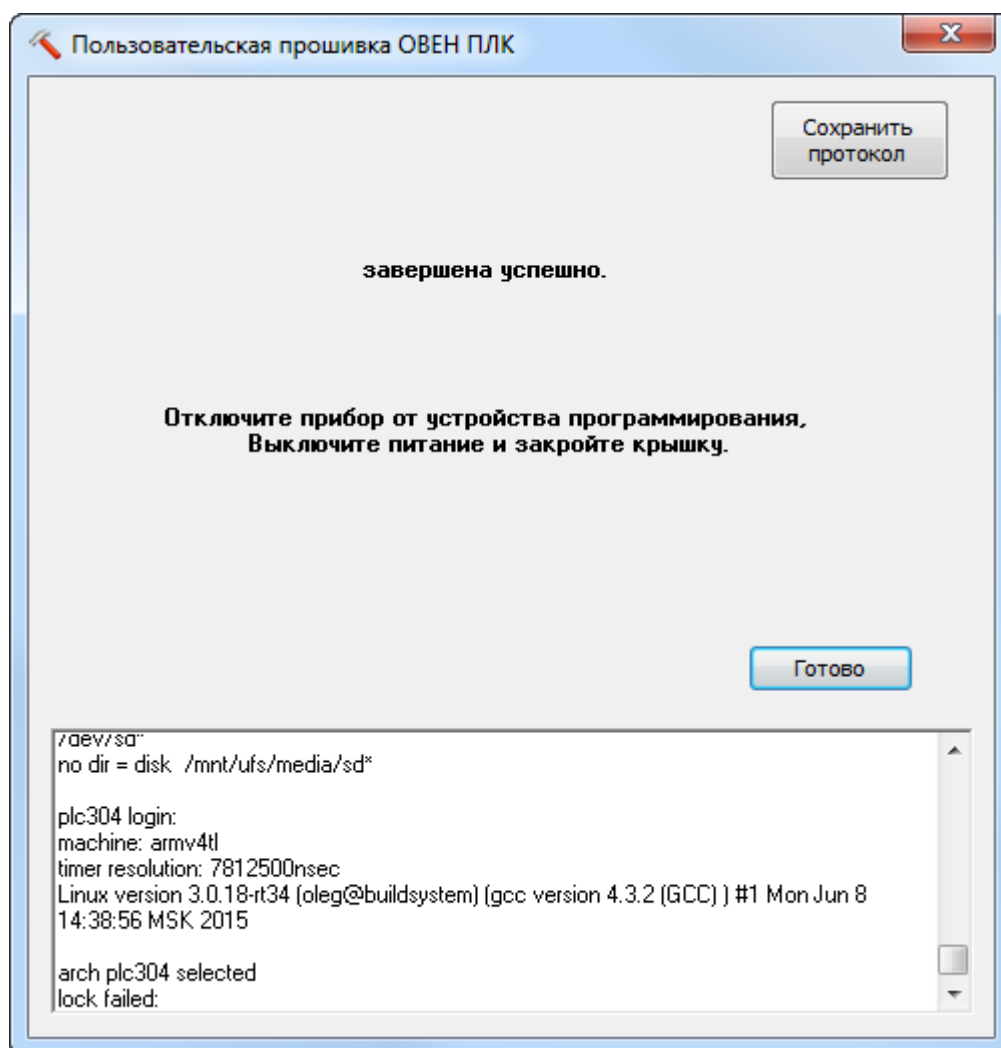 Пользовательская прошивка ОВЕН ПЛК
Сохранить
протокол
завершена успешно.
Отключите прибор от устройства программирования,
Выключите питание и закройте крышку.
Готово
/dev/sd*
no dir = disk /mnt/ufs/media/sd*
plc304 login:
machine: armv4tl
timer resolution: 7812500nsec
Linux version 3.0.18-rt34 (oleg@buildsystem) (gcc version 4.3.2 (GCC) ) #1 Mon Jun 8
14:38:56 MSK 2015
arch plc304 selected
lock failed: